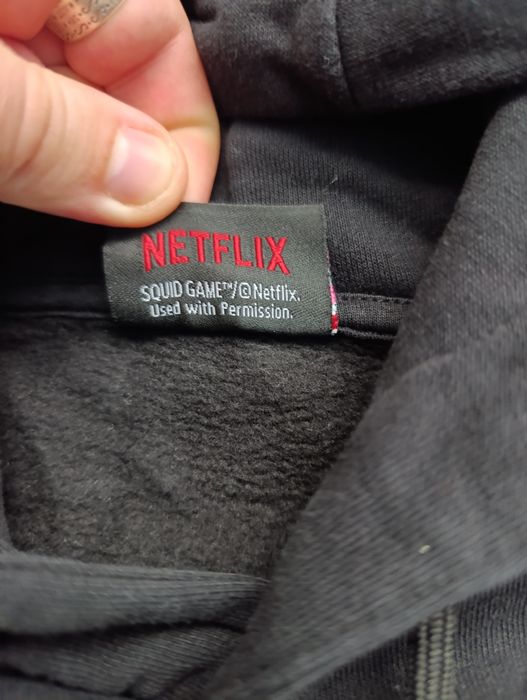 NETFLIX
SQUID GAME™/©Netflix.
Used with Permission.